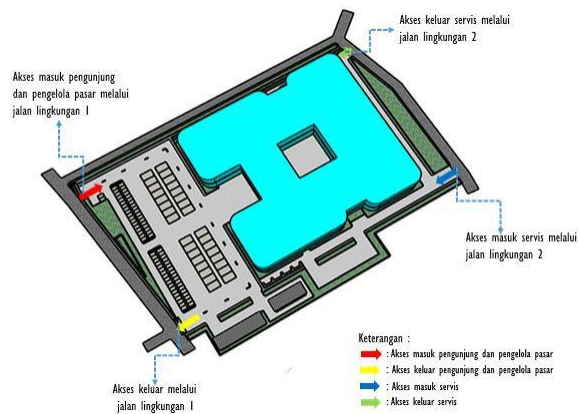 Akses keluar servis melalui
jalan lingkungan 2
Akses masuk pengunjung
dan pengelola pasar melalui
jalan lingkungan 1
Akses masuk servis melalui
jalan lingkungan 2
Akses keluar melalui
jalan lingkungan 1
Keterangan :
: Akses masuk pengunjung dan pengelola pasar
: Akses keluar pengunjung dan pengelola pasar
: Akses masuk servis
: Akses keluar servis